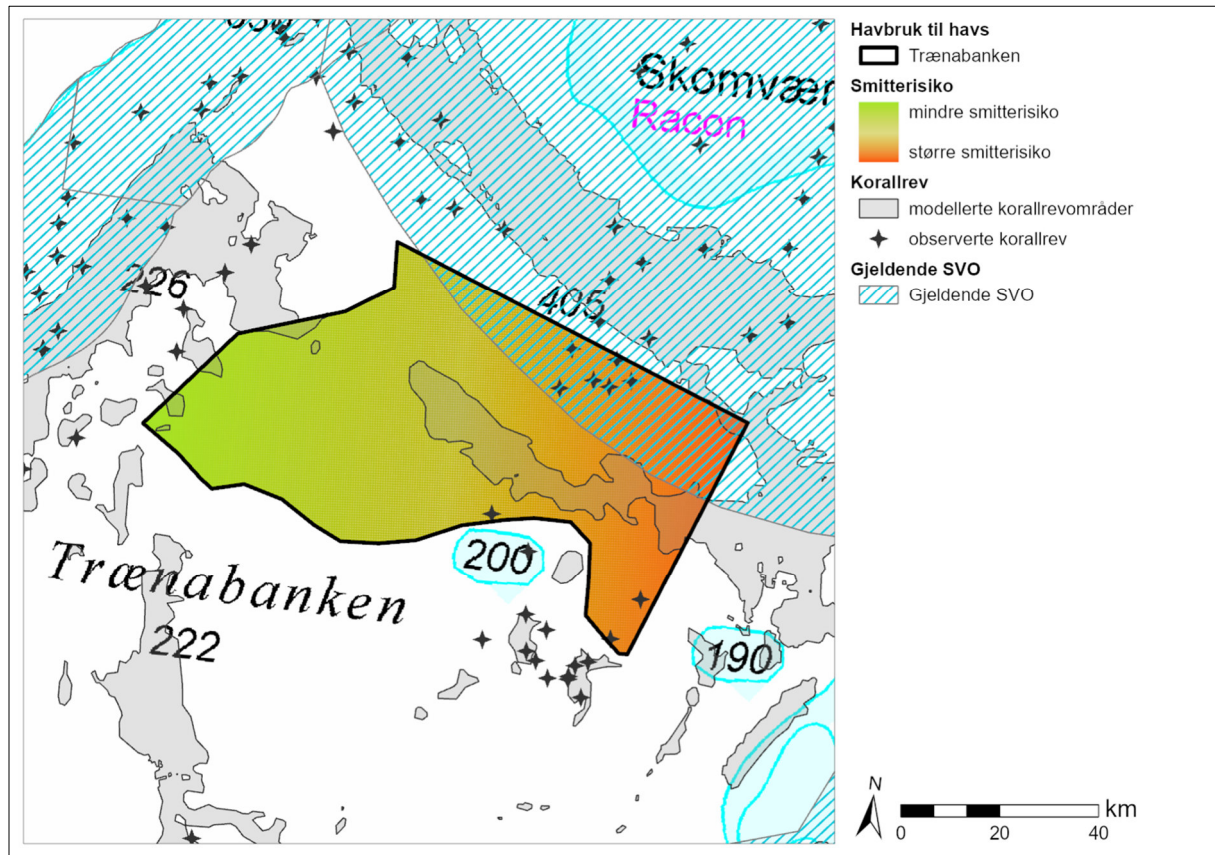 Skomvær
Racon
226
405
Trænabanken
222
200
190
Havbruk til havs
Trænabanken
Smitterisiko
mindre smitterisiko
større smitterisiko
Korallrev
modellerte korallrevområder
observerte korallrev
Gjeldende SVO
Gjeldende SVO
N
km
0 20 40